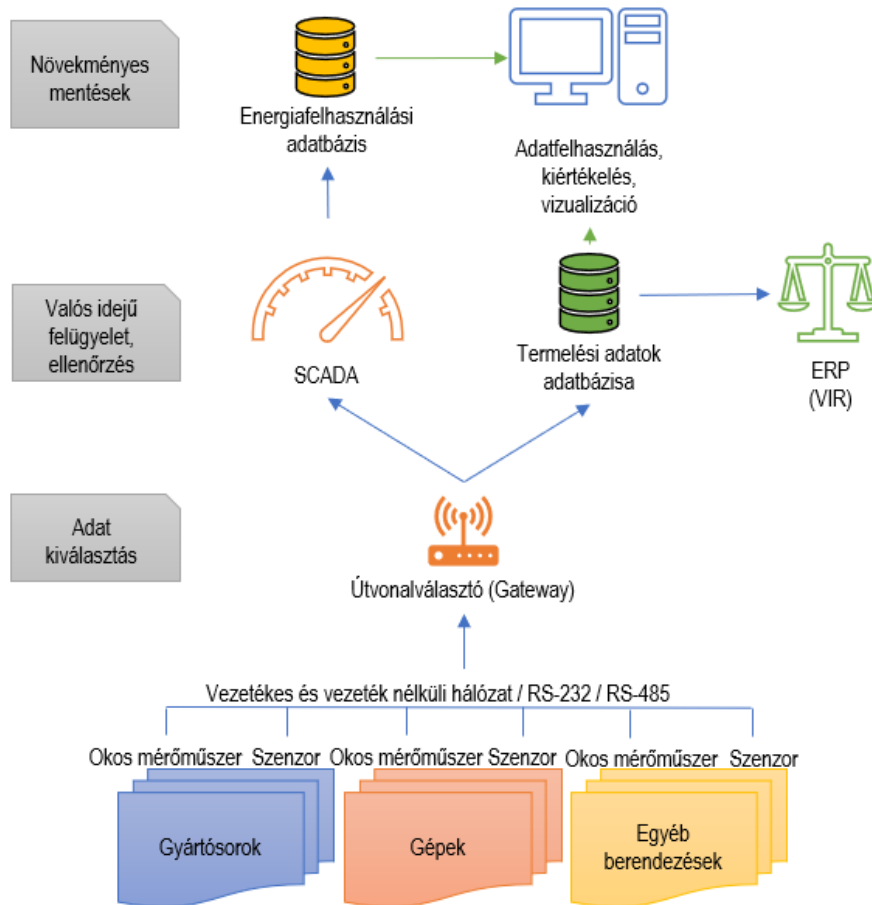 Növekményes
mentések
Energiafelhasználási
adatbázis
Adatfelhasználás,
kiértékelés,
vizualizáció
Valós idejű
felügyelet,
ellenőrzés
SCADA
Termelési adatok
adatbázisa
ERP
(VIR)
Adat
kiválasztás
Útvonalválasztó (Gateway)
Vezetékes és vezeték nélküli hálózat / RS-232 / RS-485
Okos mérőműszer Szenzor Okos mérőműszer Szenzor Okos mérőműszer Szenzor
Gyártósorok
Gépek
Egyéb
berendezések